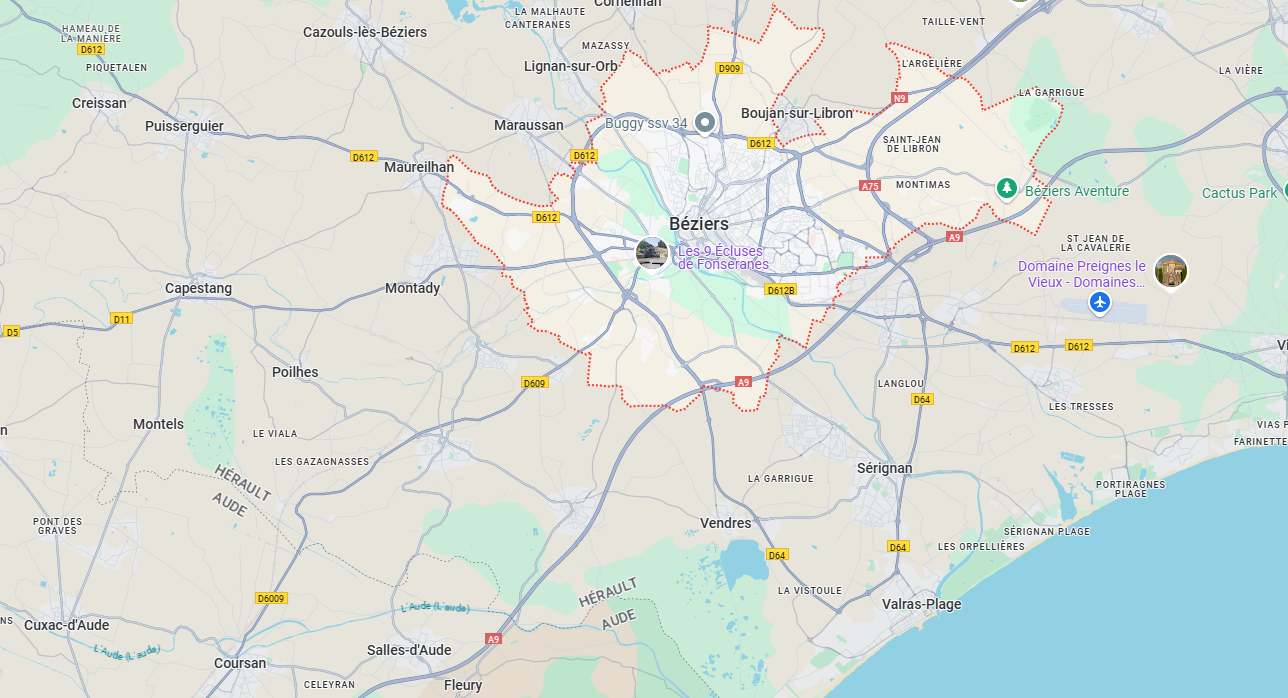 Cornelhan
LA MALHAUTE
CANTERANES
TAILLE-VENT
HAMEAU DE
LA MANIÈRE
D612
Cazouls-lès-Béziers
MAZASSY
PIQUETALEN
Lignan-sur-Orb
D909
L'ARGELIÈRE
LA VIÈRE
Creissan
N9
LA GARRIGUE
Puisserguier
Maraussan
Buggy ssv 34
Boujan-sur-Libron
D612
SAINT-JEAN
DE LIBRON
D612
D612
Maureilhan
A75
MONTIMAS
Béziers Aventure
Cactus Park
D612
Béziers
A9
ST JEAN DE
LA CAVALERIE
Les 9 Écluses
de Fonseranes
Domaine Preignes le
Vieux - Domaines...
Capestang
Montady
D612B
D11
D5
D612
D612
Vi
Poilhes
D609
A9
LANGLOU
D64
LES TRESSES
Montels
LE VIALA
n
VIAS P
FARINETTE
LES GAZAGNASSES
HÉRAULT
AUDE
Sérignan
LA GARRIGUE
PORTIRAGNES
PLAGE
PONT DES
GRAVES
Vendres
SÉRIGNAN PLAGE
D64
LES ORPELLIÈRES
D64
HÉRAULT
AUDE
LA VISTOULE
D6009
L'Aude (L'aude)
Valras-Plage
NS
Cuxac-d'Aude
A9
L'Aude (L'auda)
Salles-d'Aude
Coursan
CELEYRAN
Fleury